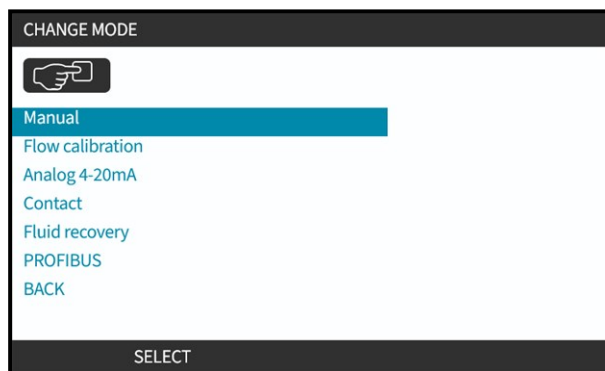 CHANGE MODE
Manual
Flow calibration
Analog 4-20mA
Contact
Fluid recovery
PROFIBUS
BACK
SELECT